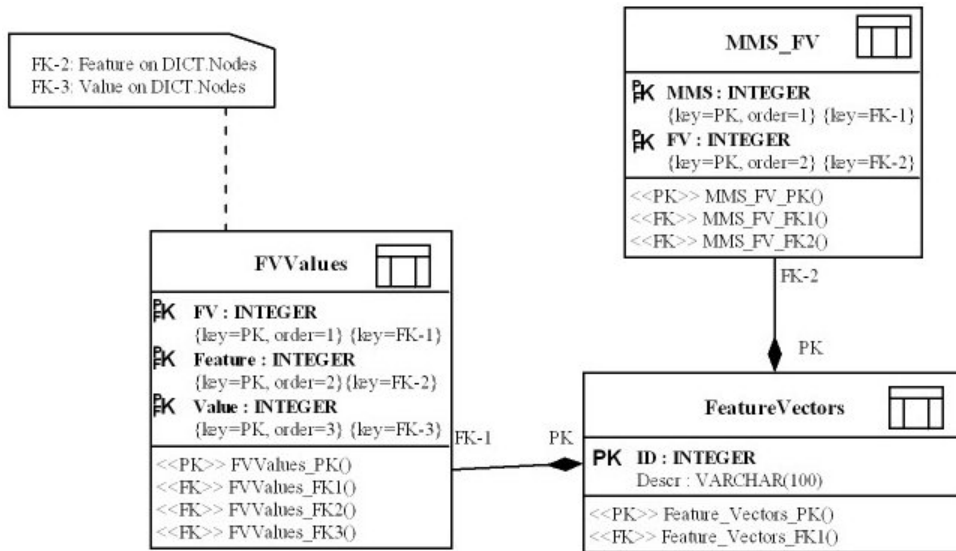 FK-2: Feature on DICT.Nodes
FK-3: Value on DICT.Nodes
MMS_FV
PK MMS : INTEGER
{key=PK, order=1} {key=FK-1}
PK FV : INTEGER
{key=PK, order=2} {key=FK-2}
<<PK>> MMS_FV_PK()
<<FK>> MMS_FV_FK1()
<<FK>> MMS_FV_FK2()
FK-2
PK
FVValues
PK FV : INTEGER
{key=PK, order=1} {key=FK-1}
PK Feature : INTEGER
{key=PK, order=2}{key=FK-2}
PK Value : INTEGER
{key=PK, order=3} {key=FK-3}
<<PK>> FVValues_PK()
<<FK>> FVValues_FK1()
<<FK>> FVValues_FK2()
<<FK>> FVValues_FK3()
FK-1
PK
FeatureVectors
PK ID : INTEGER
Descr : VARCHAR(100)
<<PK>> Feature_Vectors_PK()
<<FK>> Feature_Vectors_FK1()